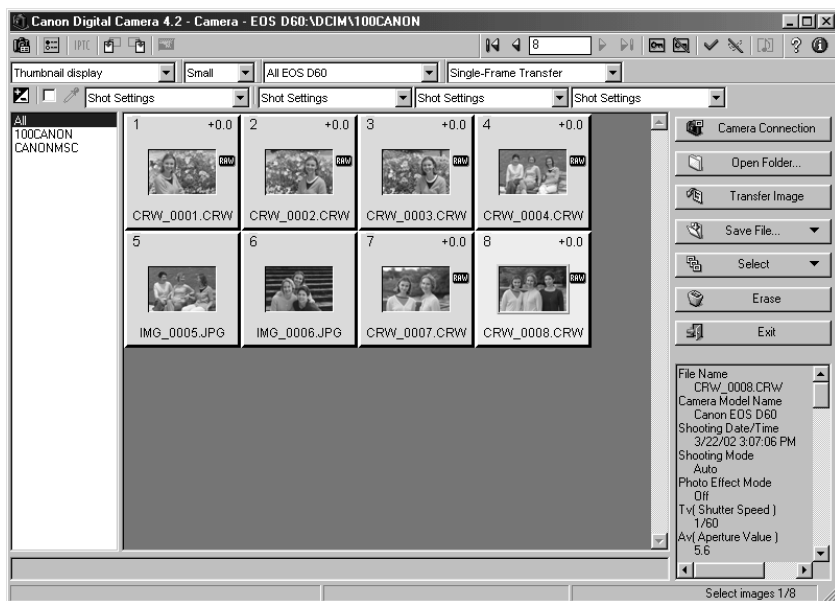 Canon Digital Camera 4.2 - Camera - EOS D60:\DCIM\100CANON
IPTC
8
Thumbnail display
Small
All EOS D60
Single-Frame Transfer
Shot Settings
Shot Settings
Shot Settings
Shot Settings
All
100CANON
CANONMSC
1 +0.0
RAW
CRW_0001.CRW
2 +0.0
RAW
CRW_0002.CRW
3 +0.0
RAW
CRW_0003.CRW
4 +0.0
RAW
CRW_0004.CRW
5
IMG_0005.JPG
6
IMG_0006.JPG
7 +0.0
RAW
CRW_0007.CRW
8 +0.0
RAW
CRW_0008.CRW
Camera Connection
Open Folder...
Transfer Image
Save File...
Select
Erase
Exit
File Name
CRW_0008.CRW
Camera Model Name
Canon EOS D60
Shooting Date/Time
3/22/02 3:07:06 PM
Shooting Mode
Auto
Photo Effect Mode
Off
Tv( Shutter Speed )
1/60
Av( Aperture Value )
5.6
Select images 1/8